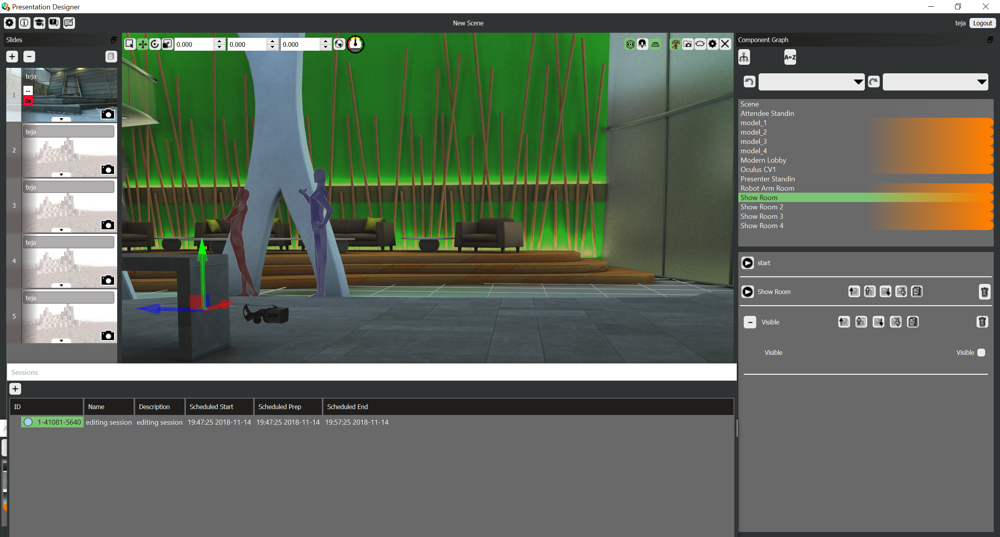 Presentation Designer
New Scene
teja Logout
Slides
+ -
teja
1
--
te
teja
2
teja
3
teja
4
teja
5
0.000 0.000 0.000
Component Graph
A↔Z
Scene
Attendee Standin
model_1
model_2
model_3
model_4
Modern Lobby
Oculus CV1
Presenter Standin
Robot Arm Room
Show Room
Show Room 2
Show Room 3
Show Room 4
start
Show Room
- Visible
Visible Visible
Sessions
+
ID Name Description Scheduled Start Scheduled Prep Scheduled End
1-41081-5640 editing session editing session 19:47:25 2018-11-14 19:47:25 2018-11-14 19:57:25 2018-11-14